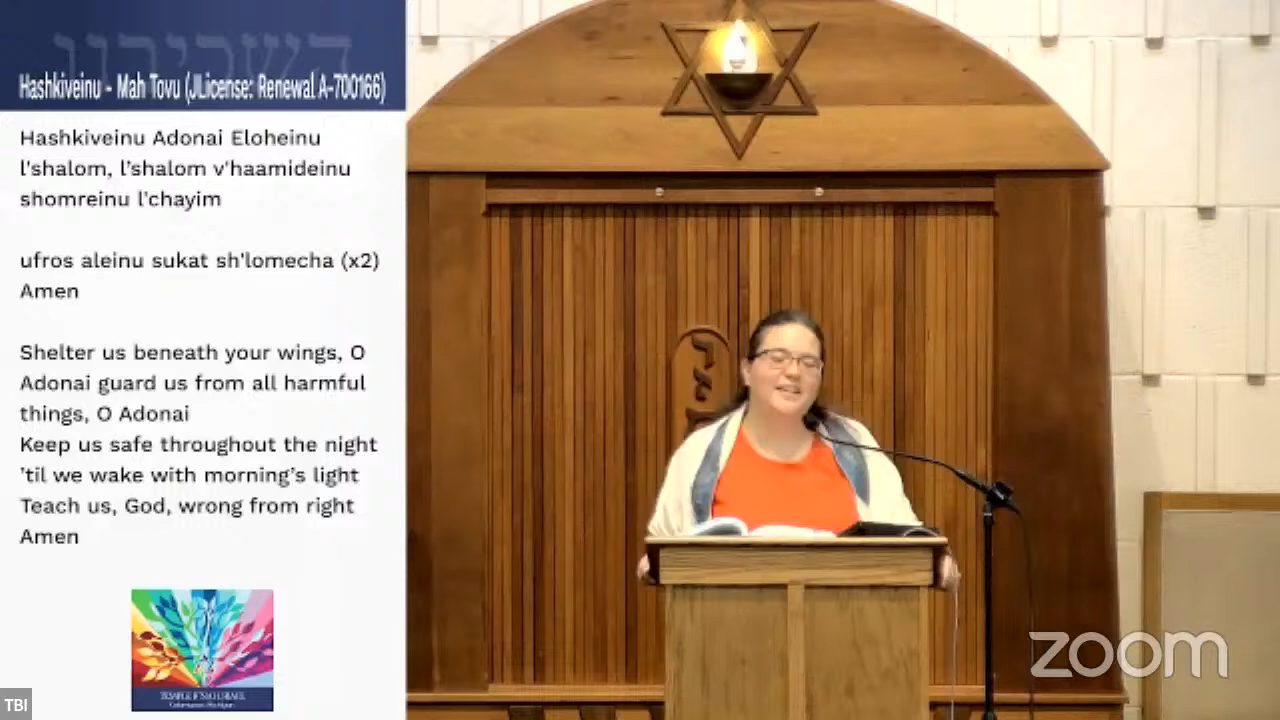 השכיבנו
Hashkiveinu - Mah Tovu (JLicense: Renewal A-700166)
Hashkiveinu Adonai Eloheinu
l'shalom, l'shalom v'haamideinu
shomreinu l'chayim
ufros aleinu sukat sh'lomecha (x2)
Amen
Shelter us beneath your wings, O
Adonai guard us from all harmful
things, O Adonai
Keep us safe throughout the night
'til we wake with morning's light
Teach us, God, wrong from right
Amen
TEMPLE B'NAI ISRAEL
Kalamazoo, Michigan
TBI
zoom